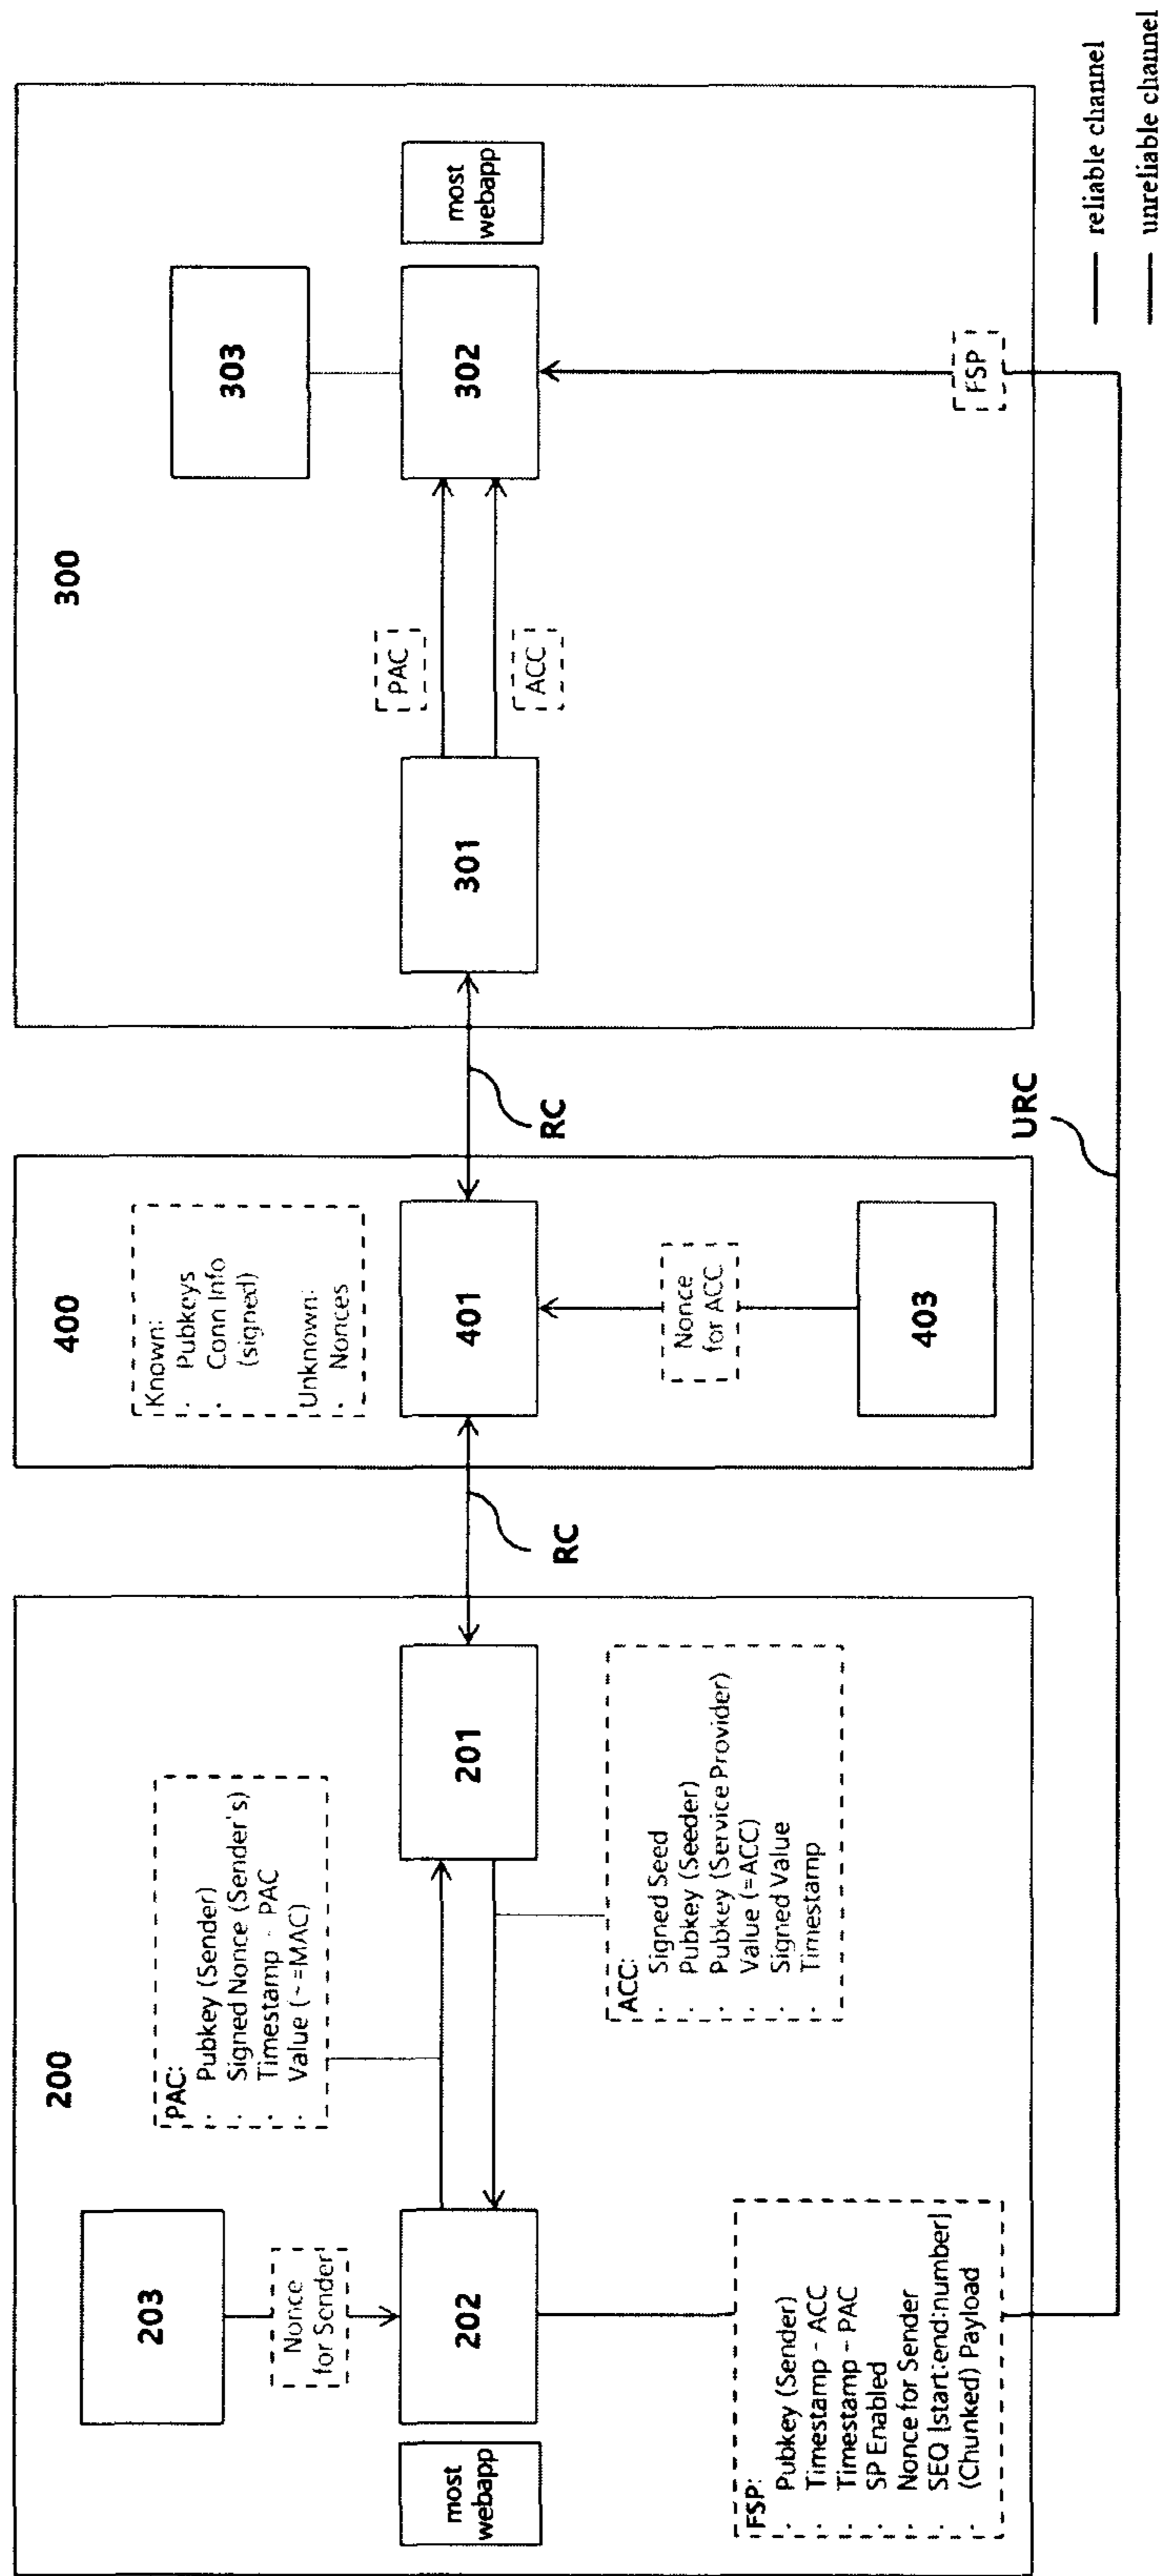 200
203
Nonce
for Sender
202
most
webapp
PAC:
· Pubkey (Sender)
· Signed Nonce (Sender's)
· Timestamp - PAC
· Value (~=MAC)
201
ACC:
· Signed Seed
· Pubkey (Seeder)
· Pubkey (Service Provider)
· Value (=ACC)
· Signed Value
· Timestamp
FSP:
· Pubkey (Sender)
· Timestamp - ACC
· Timestamp - PAC
· SP Enabled
· Nonce for Sender
· SEQ [start:end:number]
· (Chunked) Payload
RC
400
Known:
· Pubkeys
· Conn Info
(signed)
Unknown:
· Nonces
401
Nonce
for ACC
403
RC
URC
300
301
PAC
ACC
303
302
most
webapp
FSP
reliable channel
unreliable channel